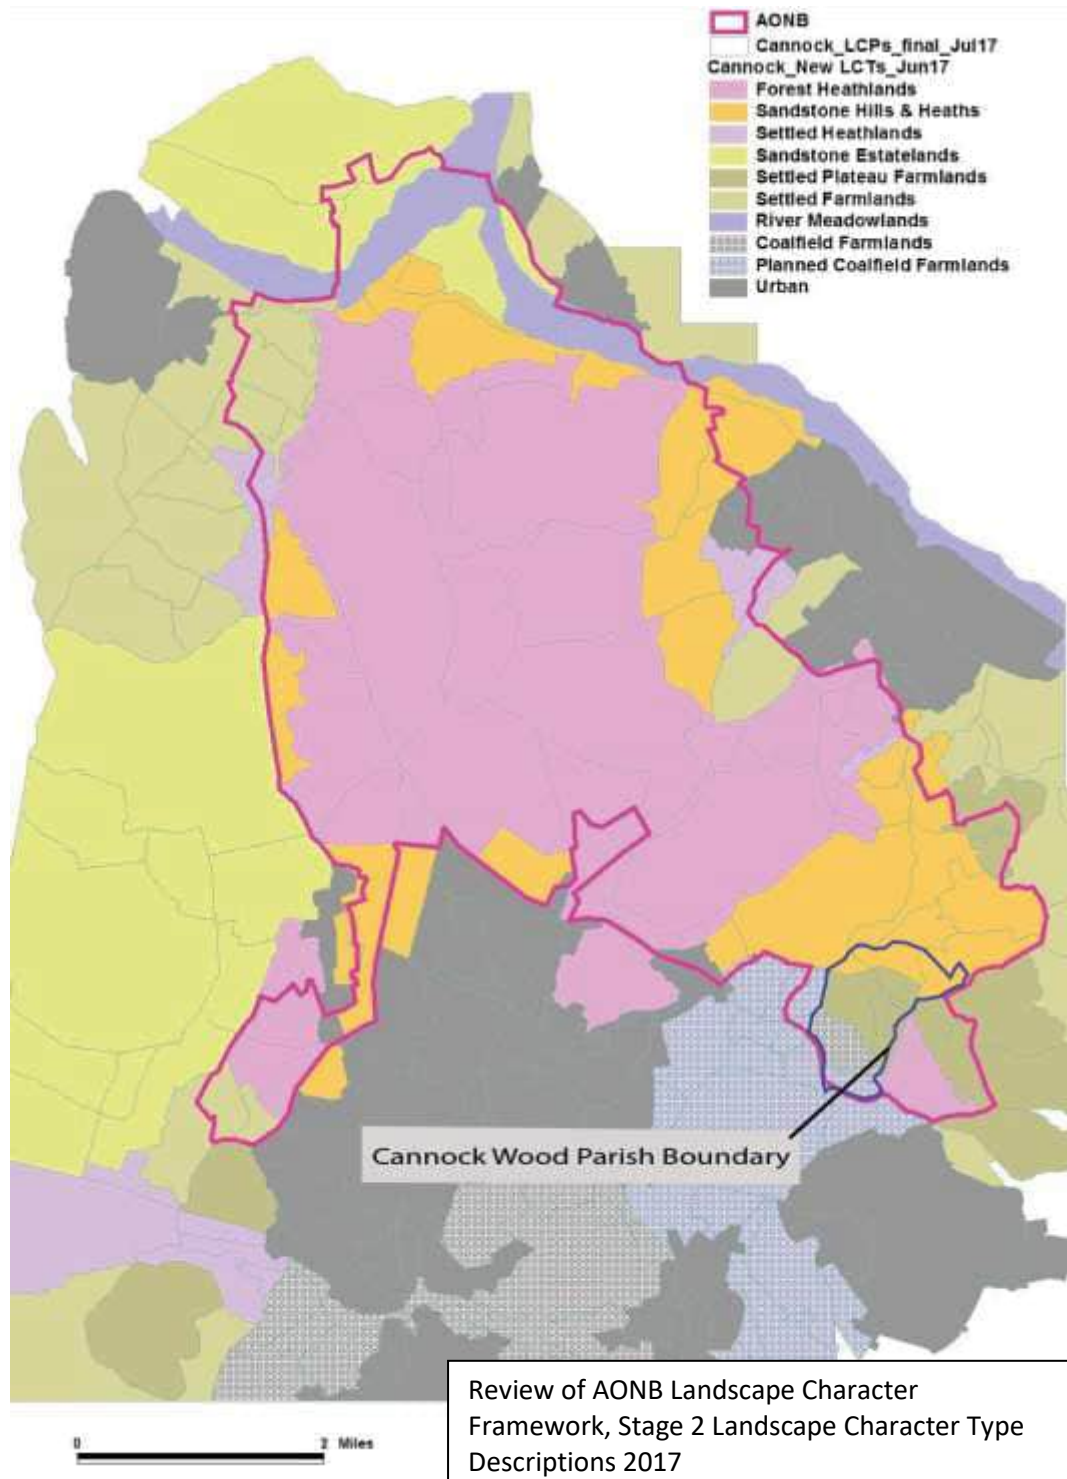 AONB
Cannock_LCPs_final_Jul17
Cannock_New LCTs_Jun17
Forest Heathlands
Sandstone Hills & Heaths
Settled Heathlands
Sandstone Estatelands
Settled Plateau Farmlands
Settled Farmlands
River Meadowlands
Coalfield Farmlands
Planned Coalfield Farmlands
Urban
Cannock Wood Parish Boundary
0 2 Miles
Review of AONB Landscape Character
Framework, Stage 2 Landscape Character Type
Descriptions 2017